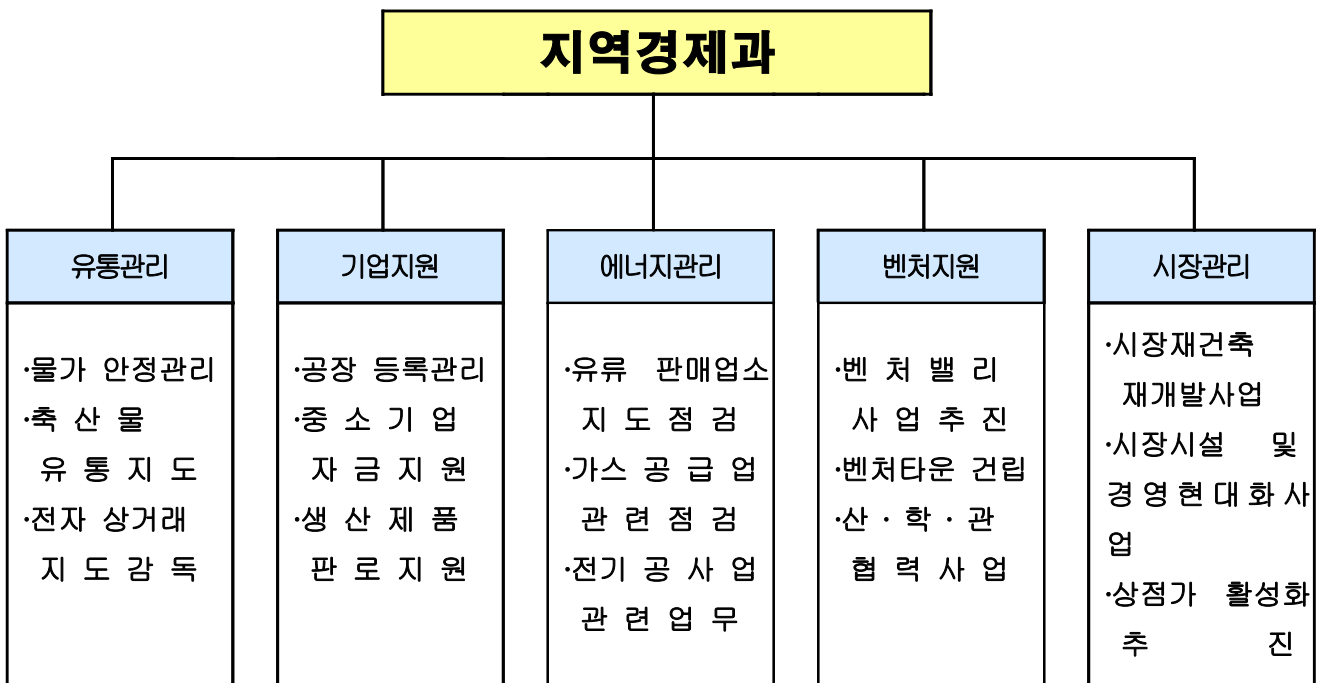 지역경제과
유통관리
·물가 안정관리
·축 산 물
유 통 지 도
·전자 상거래
지 도 감 독
기업지원
·공장 등록관리
·중 소 기 업
자 금 지 원
·생 산 제 품
판 로 지 원
에너지관리
·유류 판매업소
지 도 점 검
·가스 공 급 업
관 련 점 검
·전기 공 사 업
관 련 업 무
벤처지원
·벤 처 밸 리
사 업 추 진
·벤처타운 건립
·산 · 학 · 관
협 력 사 업
시장관리
·시장재건축
재개발사업
·시장시설 및
경영현대화사
업
·상점가 활성화
추 진